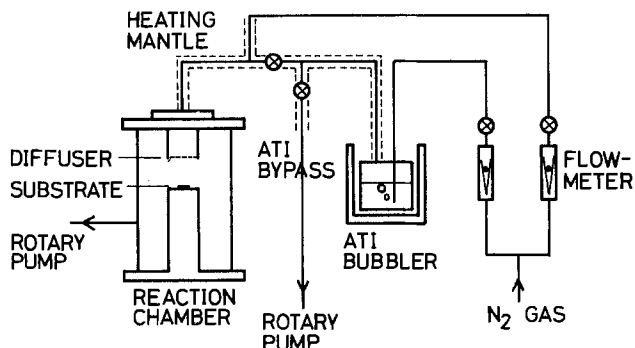 HEATING
MANTLE
DIFFUSER
SUBSTRATE
ROTARY
PUMP
REACTION
CHAMBER
ATI
BYPASS
ROTARY
PUMP
ATI
BUBBLER
FLOW-
METER
N₂ GAS